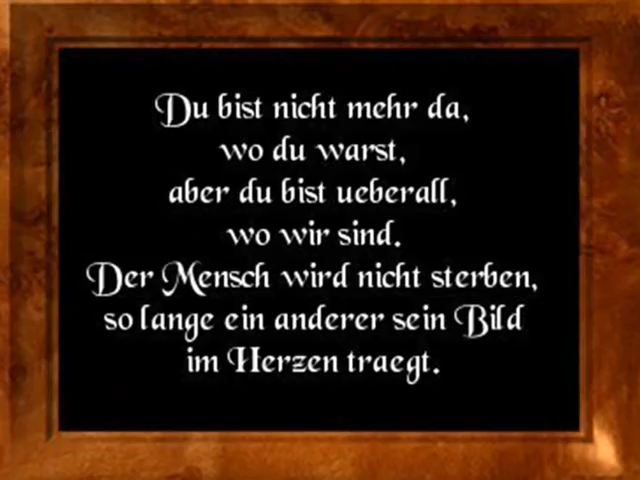 Du bist nicht mehr da,
wo du warst,
aber du bist ueberall,
wo wir sind.
Der Mensch wird nicht sterben,
so lange ein anderer sein Bild
im Herzen traegt.